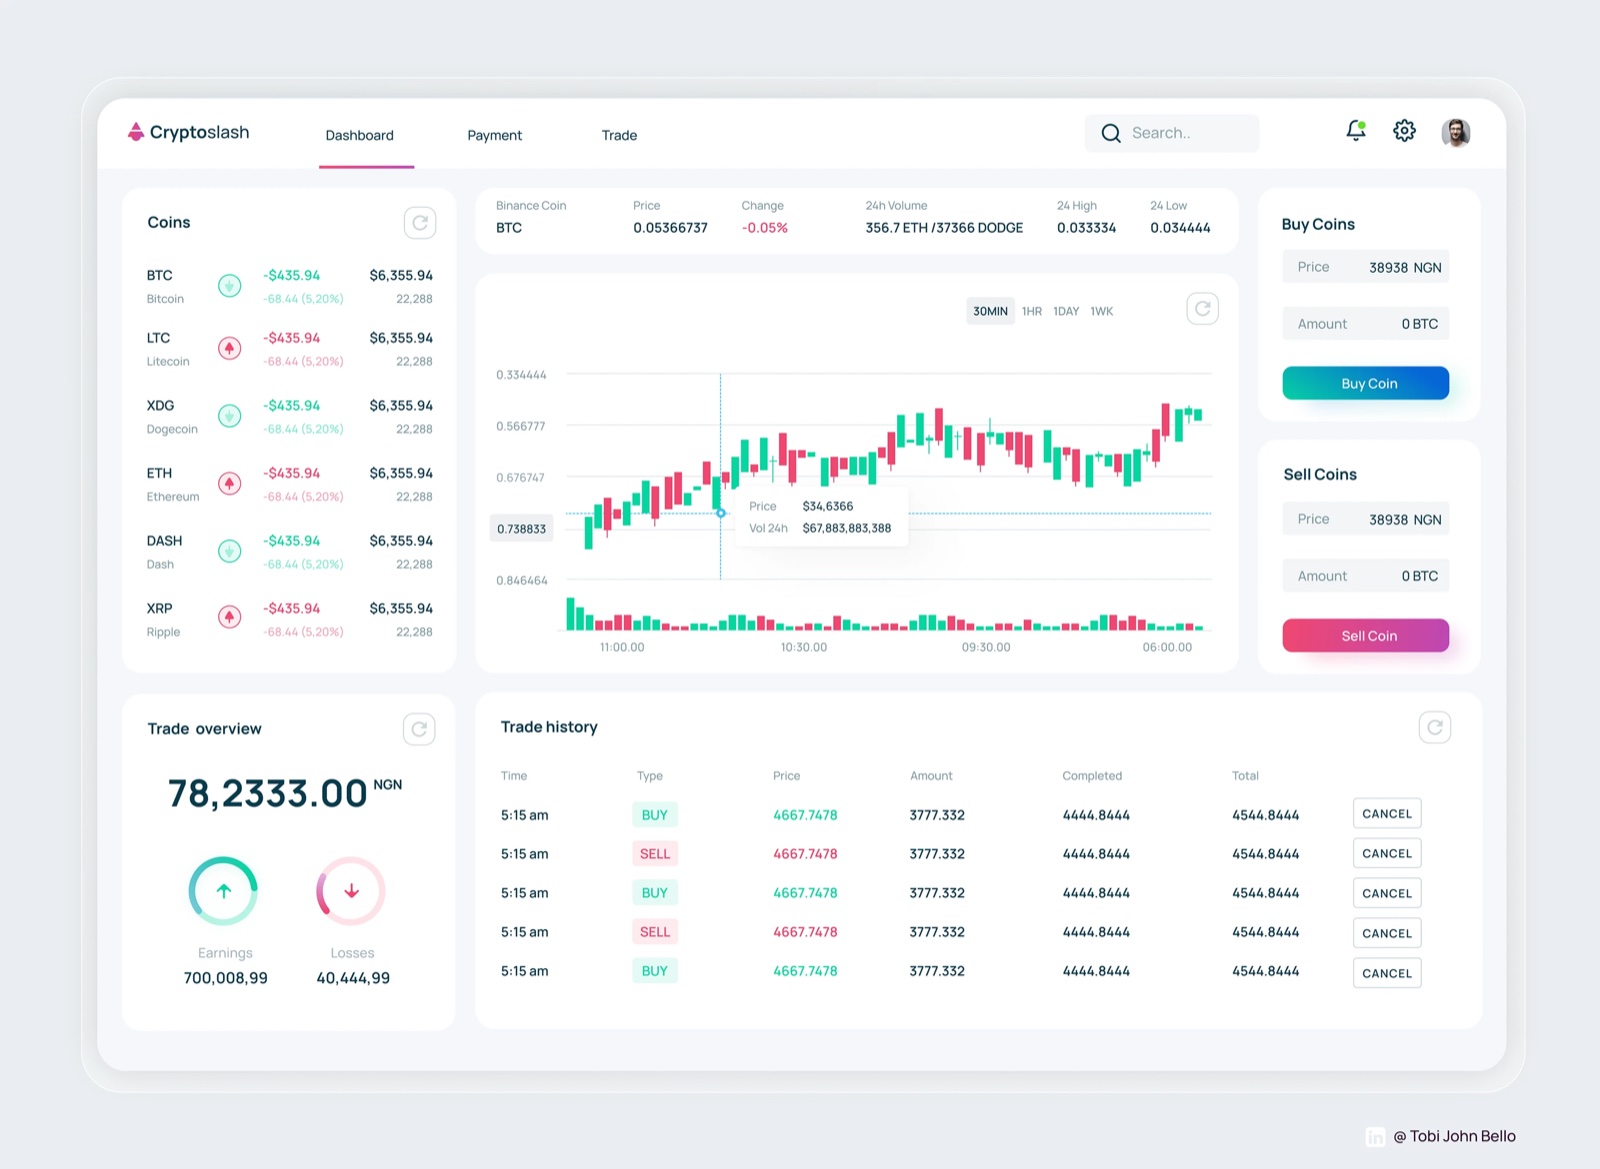 Cryptoslash
Dashboard Payment Trade
Search..
Coins
BTC -$435.94 $6,355.94
Bitcoin -68.44 (5,20%) 22,288
LTC -$435.94 $6,355.94
Litecoin -68.44 (5.20%) 22,288
XDG -$435.94 $6,355.94
Dogecoin -68.44 (5,20%) 22,288
ETH -$435.94 $6,355.94
Ethereum -68.44 (5.20%) 22,288
DASH -$435.94 $6,355.94
Dash -68.44 (5,20%) 22,288
XRP -$435.94 $6,355.94
Ripple -68.44 (5.20%) 22,288
Binance Coin Price Change 24h Volume 24 High 24 Low
BTC 0.05366737 -0.05% 356.7 ETH /37366 DODGE 0.033334 0.034444
30MIN 1HR 1DAY 1WK
0.334444
0.566777
0.676747
0.738833
0.846464
Price $34,6366
Vol 24h $67,883,883,388
11:00.00 10:30.00 09:30.00 06:00.00
Buy Coins
Price 38938 NGN
Amount 0 BTC
Buy Coin
Sell Coins
Price 38938 NGN
Amount 0 BTC
Sell Coin
Trade overview
78,2333.00 NGN
Earnings Losses
700,008,99 40,444,99
Trade history
Time Type Price Amount Completed Total
5:15 am BUY 4667.7478 3777.332 4444.8444 4544.8444 CANCEL
5:15 am SELL 4667.7478 3777.332 4444.8444 4544.8444 CANCEL
5:15 am BUY 4667.7478 3777.332 4444.8444 4544.8444 CANCEL
5:15 am SELL 4667.7478 3777.332 4444.8444 4544.8444 CANCEL
5:15 am BUY 4667.7478 3777.332 4444.8444 4544.8444 CANCEL
in @ Tobi John Bello